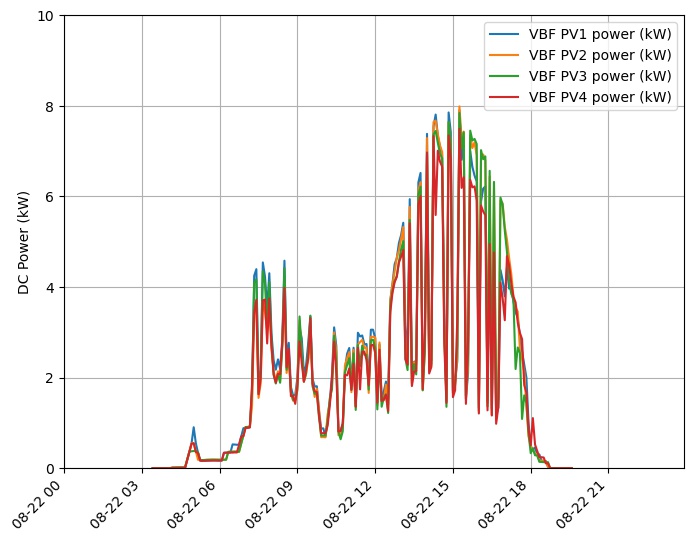 10
8
6
4
2
0
DC Power (kW)
VBF PV1 power (kW)
VBF PV2 power (kW)
VBF PV3 power (kW)
VBF PV4 power (kW)
08-22 00
08-22 03
08-22 06
08-22 09
08-22 12
08-22 15
08-22 18
08-22 21